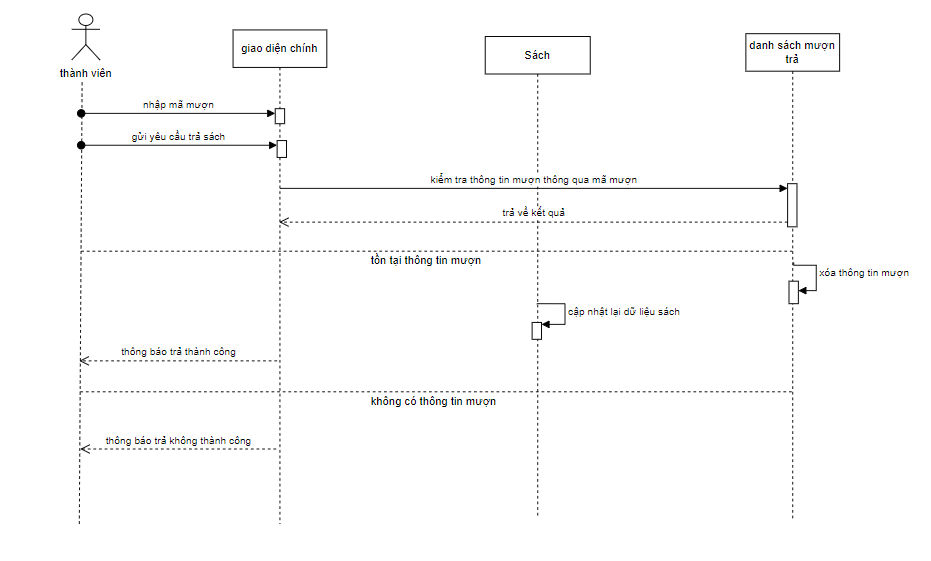 thành viên
giao diện chính
Sách
danh sách mượn
trả
nhập mã mượn
gửi yêu cầu trả sách
kiểm tra thông tin mượn thông qua mã mượn
trả về kết quả
tồn tại thông tin mượn
xóa thông tin mượn
cập nhật lại dữ liệu sách
thông báo trả thành công
không có thông tin mượn
thông báo trả không thành công